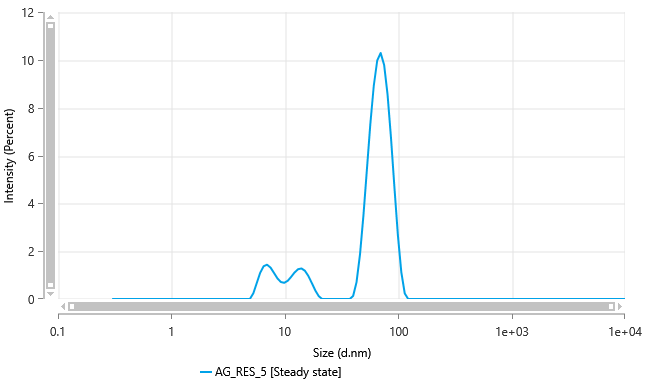 Intensity (Percent)
12
10
8
6
4
2
0
0.1 1 10 100 1e+03 1e+04
Size (d.nm)
AG_RES_5 [Steady state]